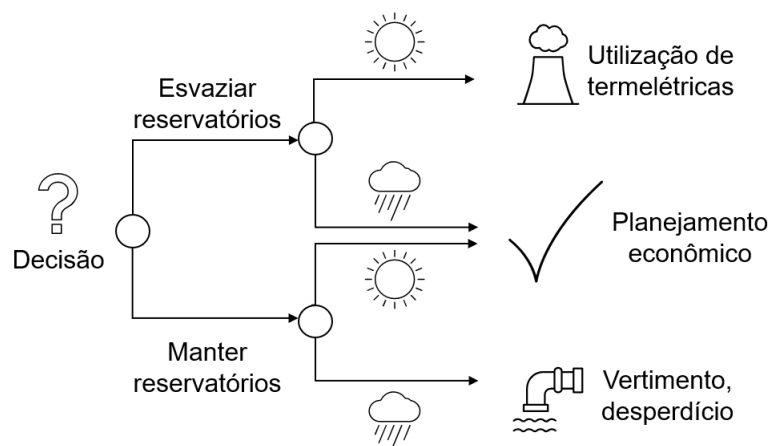 Utilização de
termelétricas
Esvaziar
reservatórios
Decisão
Planejamento
econômico
Manter
reservatórios
Vertimento,
desperdício